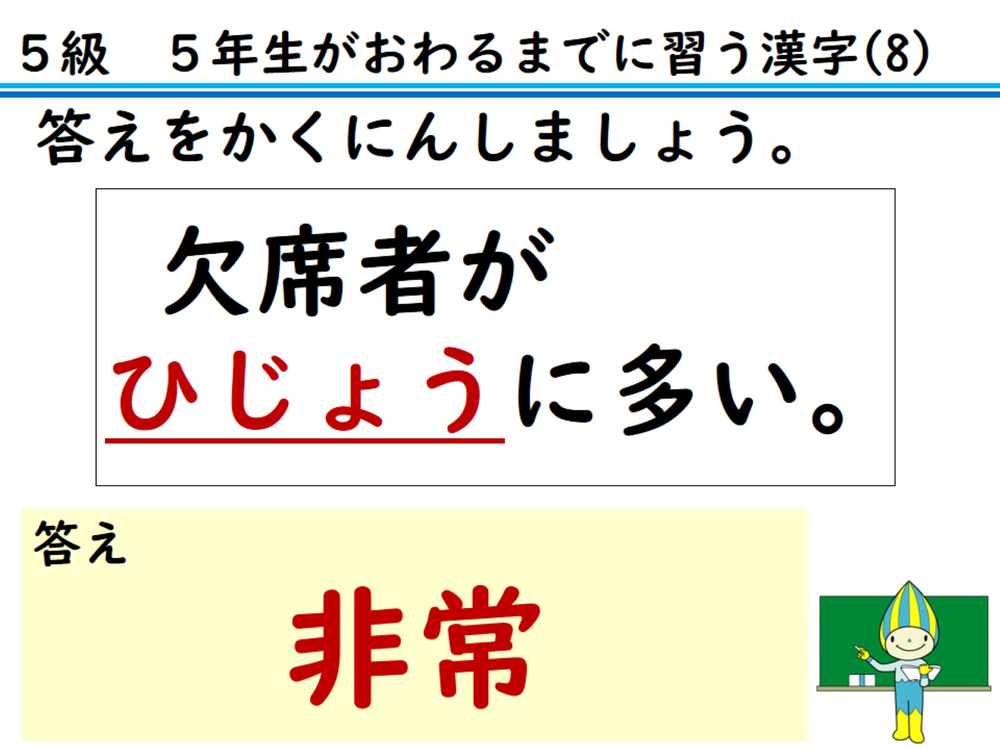 ５級　５年生がおわるまでに習う漢字(8)
答えをかくにんしましょう。
欠席者が
ひじょうに多い。
答え
非常